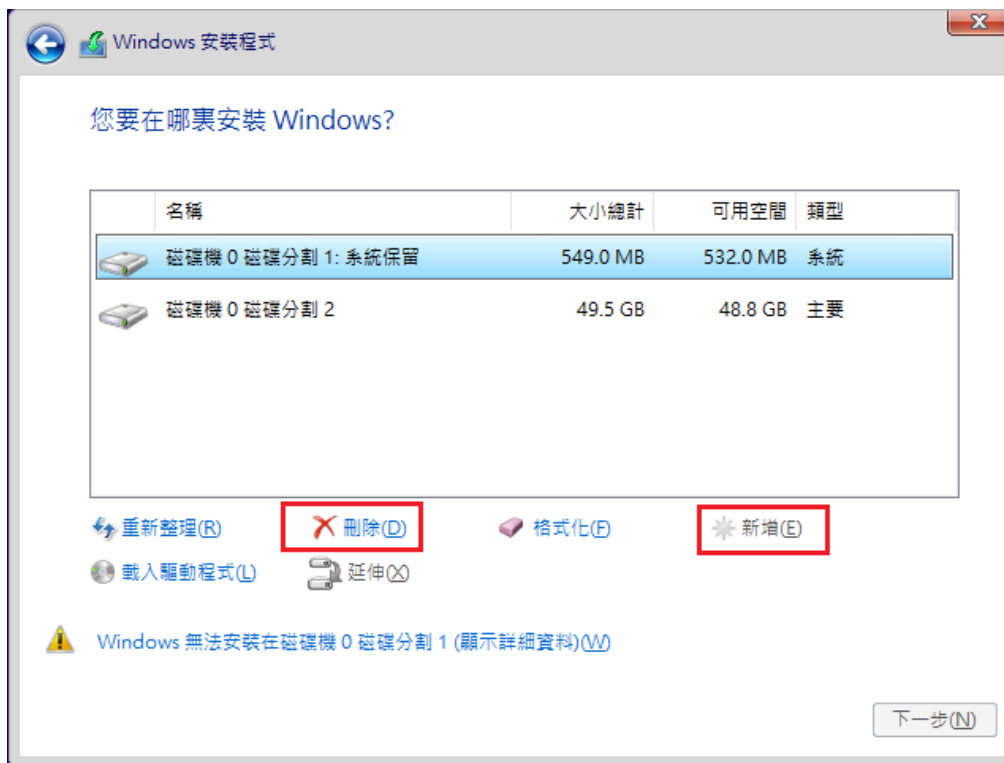 Windows 安裝程式
您要在哪裏安裝 Windows?
名稱 大小總計 可用空間 類型
磁碟機 0 磁碟分割 1: 系統保留 549.0 MB 532.0 MB 系統
磁碟機 0 磁碟分割 2 49.5 GB 48.8 GB 主要
重新整理(R) 刪除(D) 格式化(F) 新增(E)
載入驅動程式(L) 延伸(X)
Windows 無法安裝在磁碟機 0 磁碟分割 1 (顯示詳細資料)(W)
下一步(N)